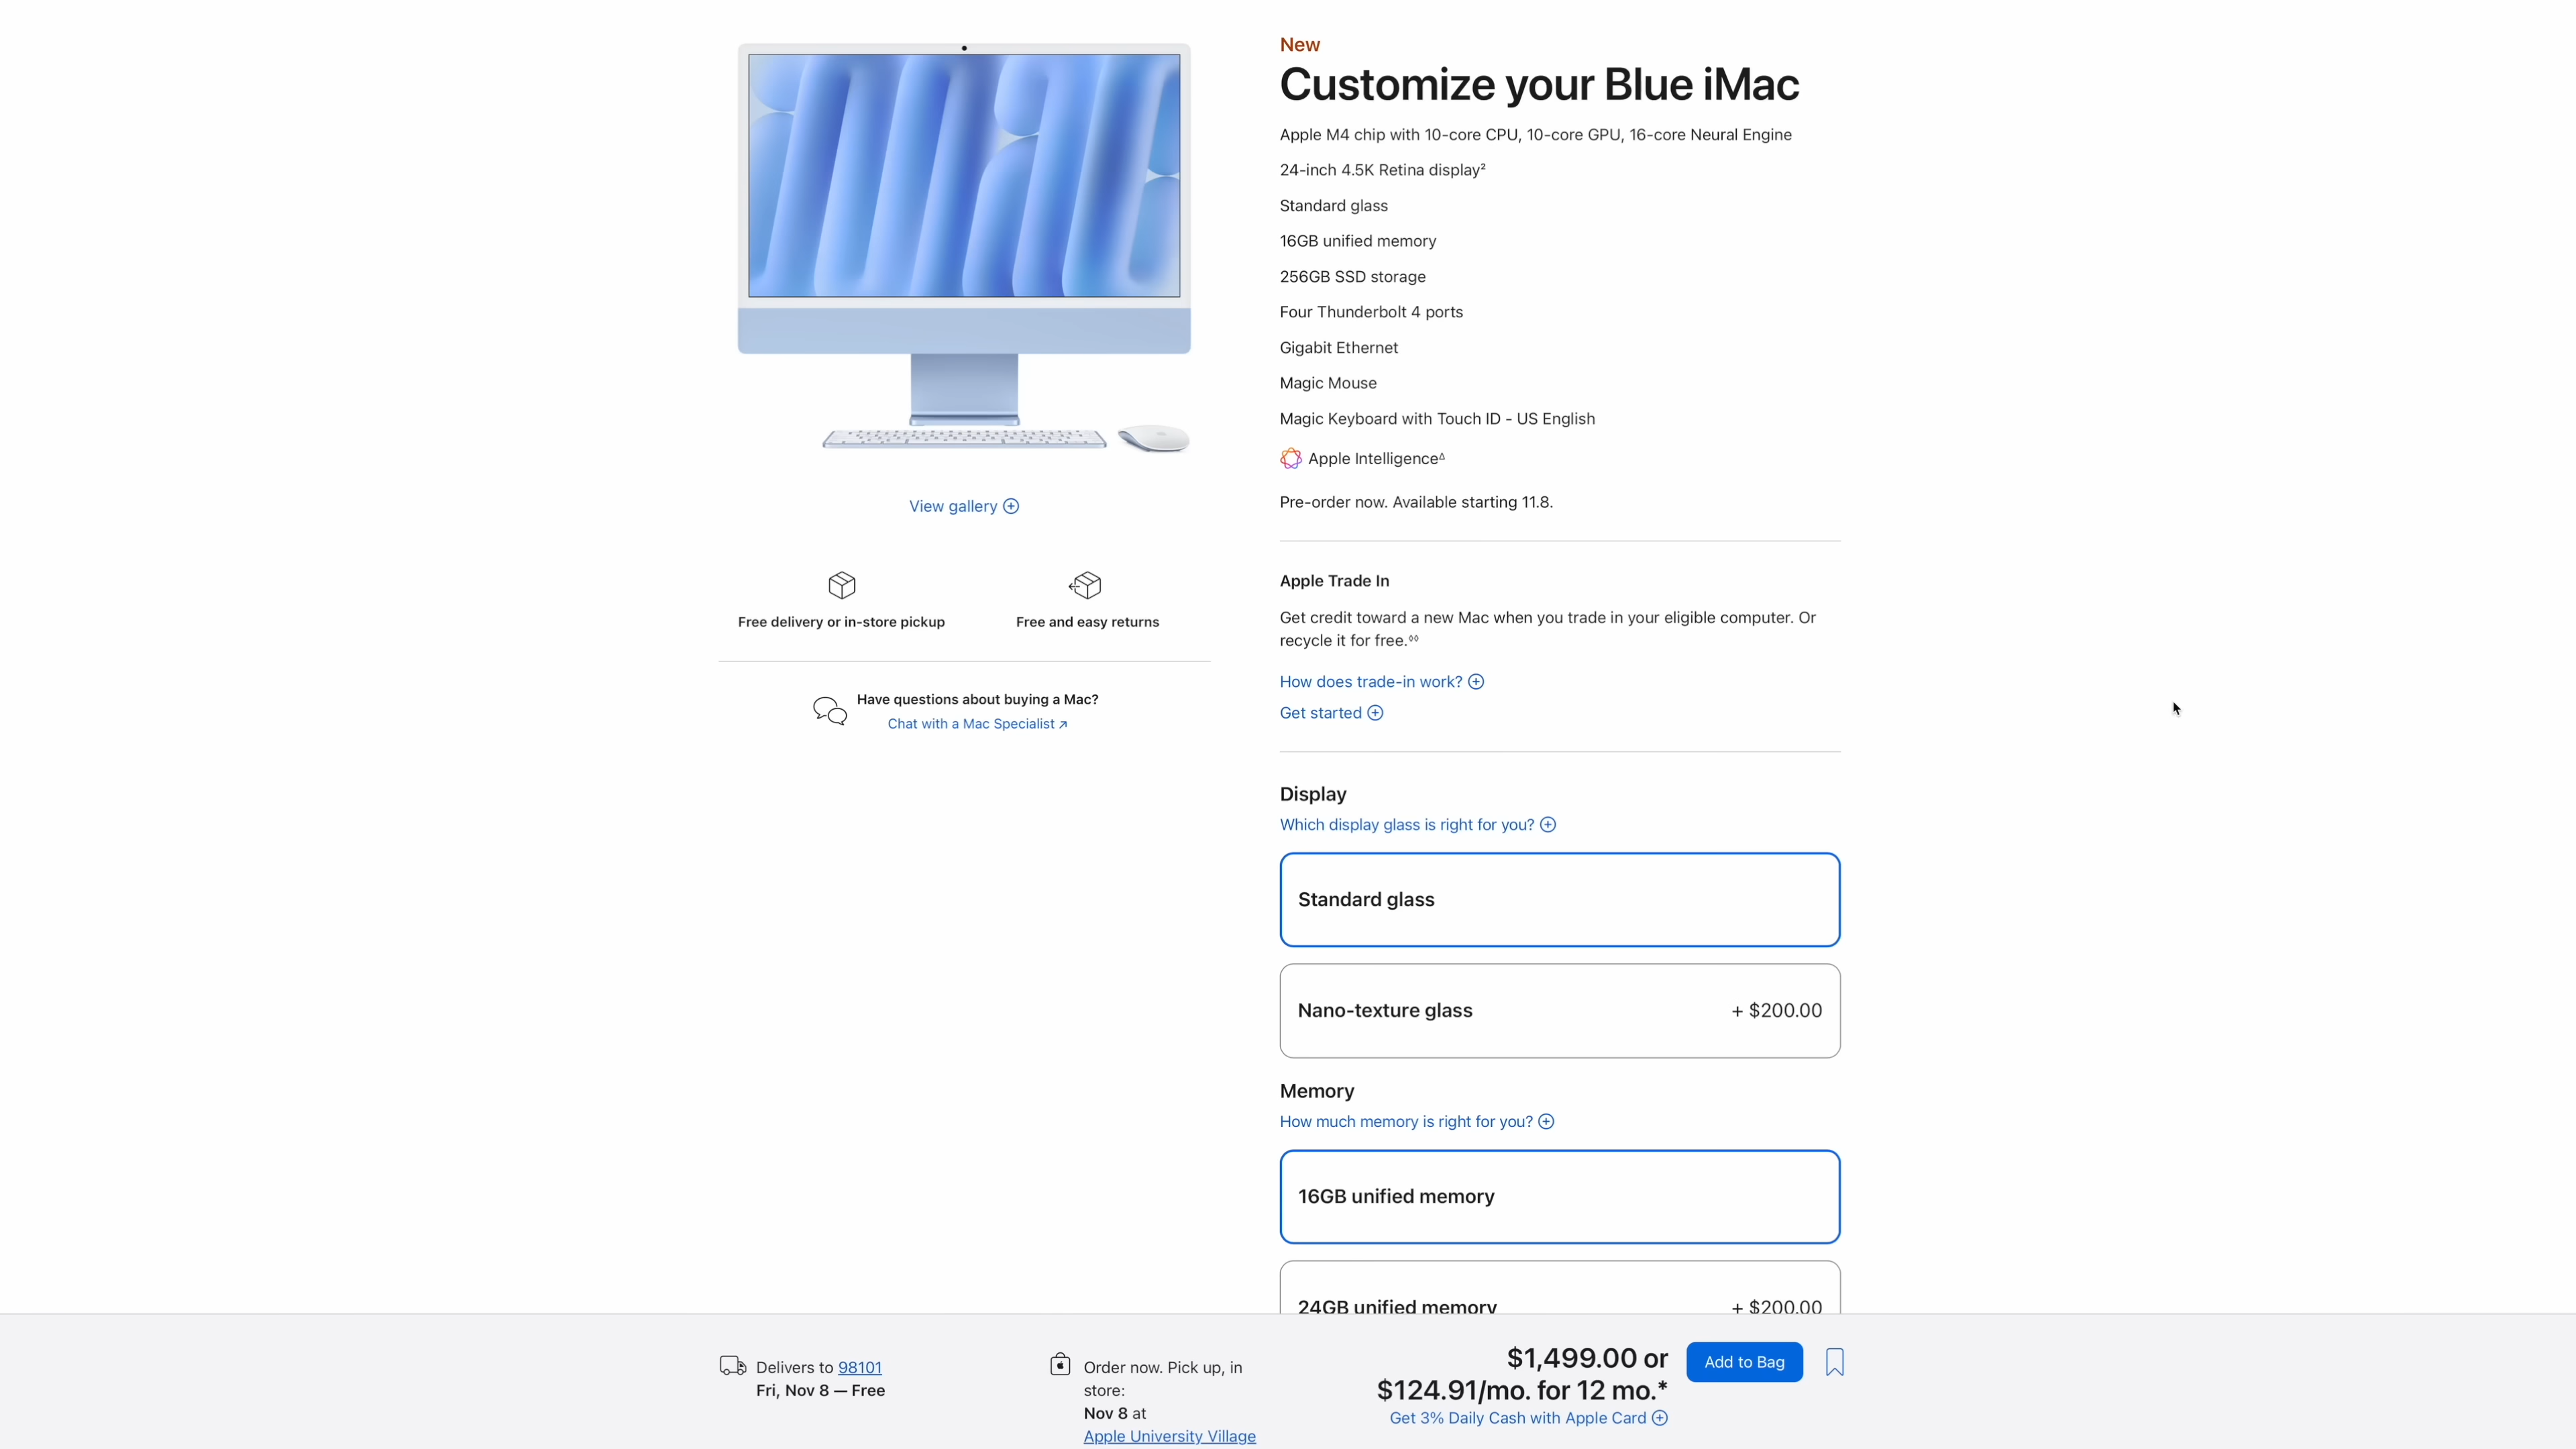 New
Customize your Blue iMac
Apple M4 chip with 10-core CPU, 10-core GPU, 16-core Neural Engine
24-inch 4.5K Retina display²
Standard glass
16GB unified memory
256GB SSD storage
Four Thunderbolt 4 ports
Gigabit Ethernet
Magic Mouse
Magic Keyboard with Touch ID - US English
Apple Intelligence∆
Pre-order now. Available starting 11.8.
View gallery
Free delivery or in-store pickup
Free and easy returns
Have questions about buying a Mac?
Chat with a Mac Specialist ↗
Apple Trade In
Get credit toward a new Mac when you trade in your eligible computer. Or
recycle it for free.◊◊
How does trade-in work?
Get started
Display
Which display glass is right for you?
Standard glass
Nano-texture glass + $200.00
Memory
How much memory is right for you?
16GB unified memory
24GB unified memory + $200.00
Delivers to 98101
Fri, Nov 8 — Free
Order now. Pick up, in
store:
Nov 8 at
Apple University Village
$1,499.00 or
$124.91/mo. for 12 mo.*
Get 3% Daily Cash with Apple Card
Add to Bag